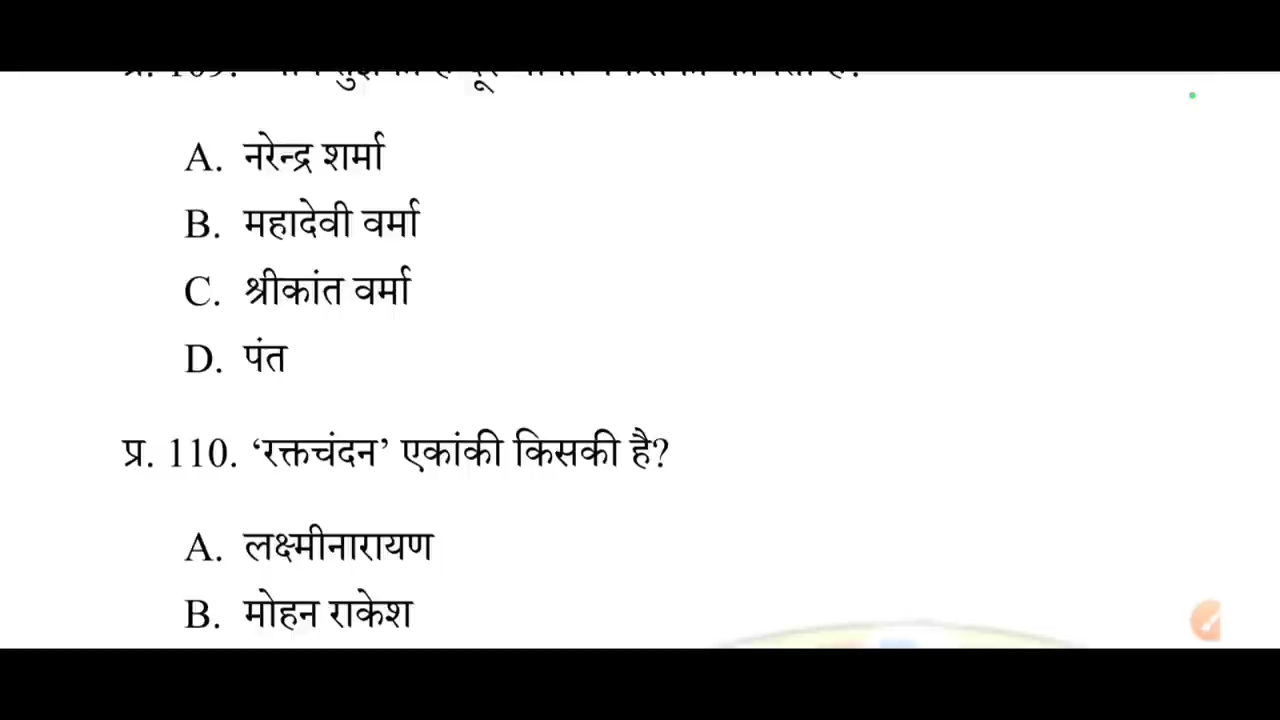 A. नरेन्द्र शर्मा
B. महादेवी वर्मा
C. श्रीकांत वर्मा
D. पंत
प्र. 110. ‘रक्तचंदन’ एकांकी किसकी है?
A. लक्ष्मीनारायण
B. मोहन राकेश